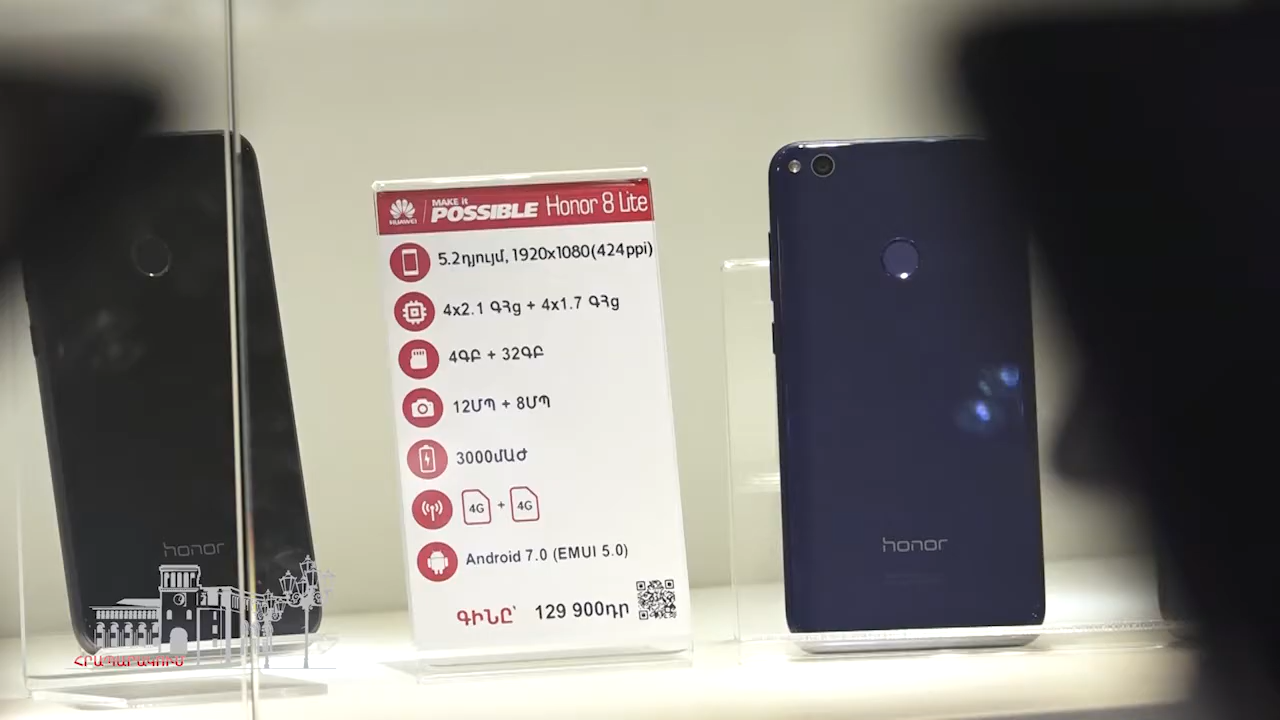 HUAWEI
MAKE it
POSSIBLE
Honor 8 Lite
5.2դյույմ, 1920x1080(424ppi)
4x2.1 ԳՀց + 4x1.7 ԳՀց
4ԳԲ + 32ԳԲ
12ՄՊ + 8ՄՊ
3000մԱԺ
4G + 4G
Android 7.0 (EMUI 5.0)
ԳԻՆԸ՝ 129 900դր
honor
honor
ՀՐԱՊԱՐԱԿՈՒՄ